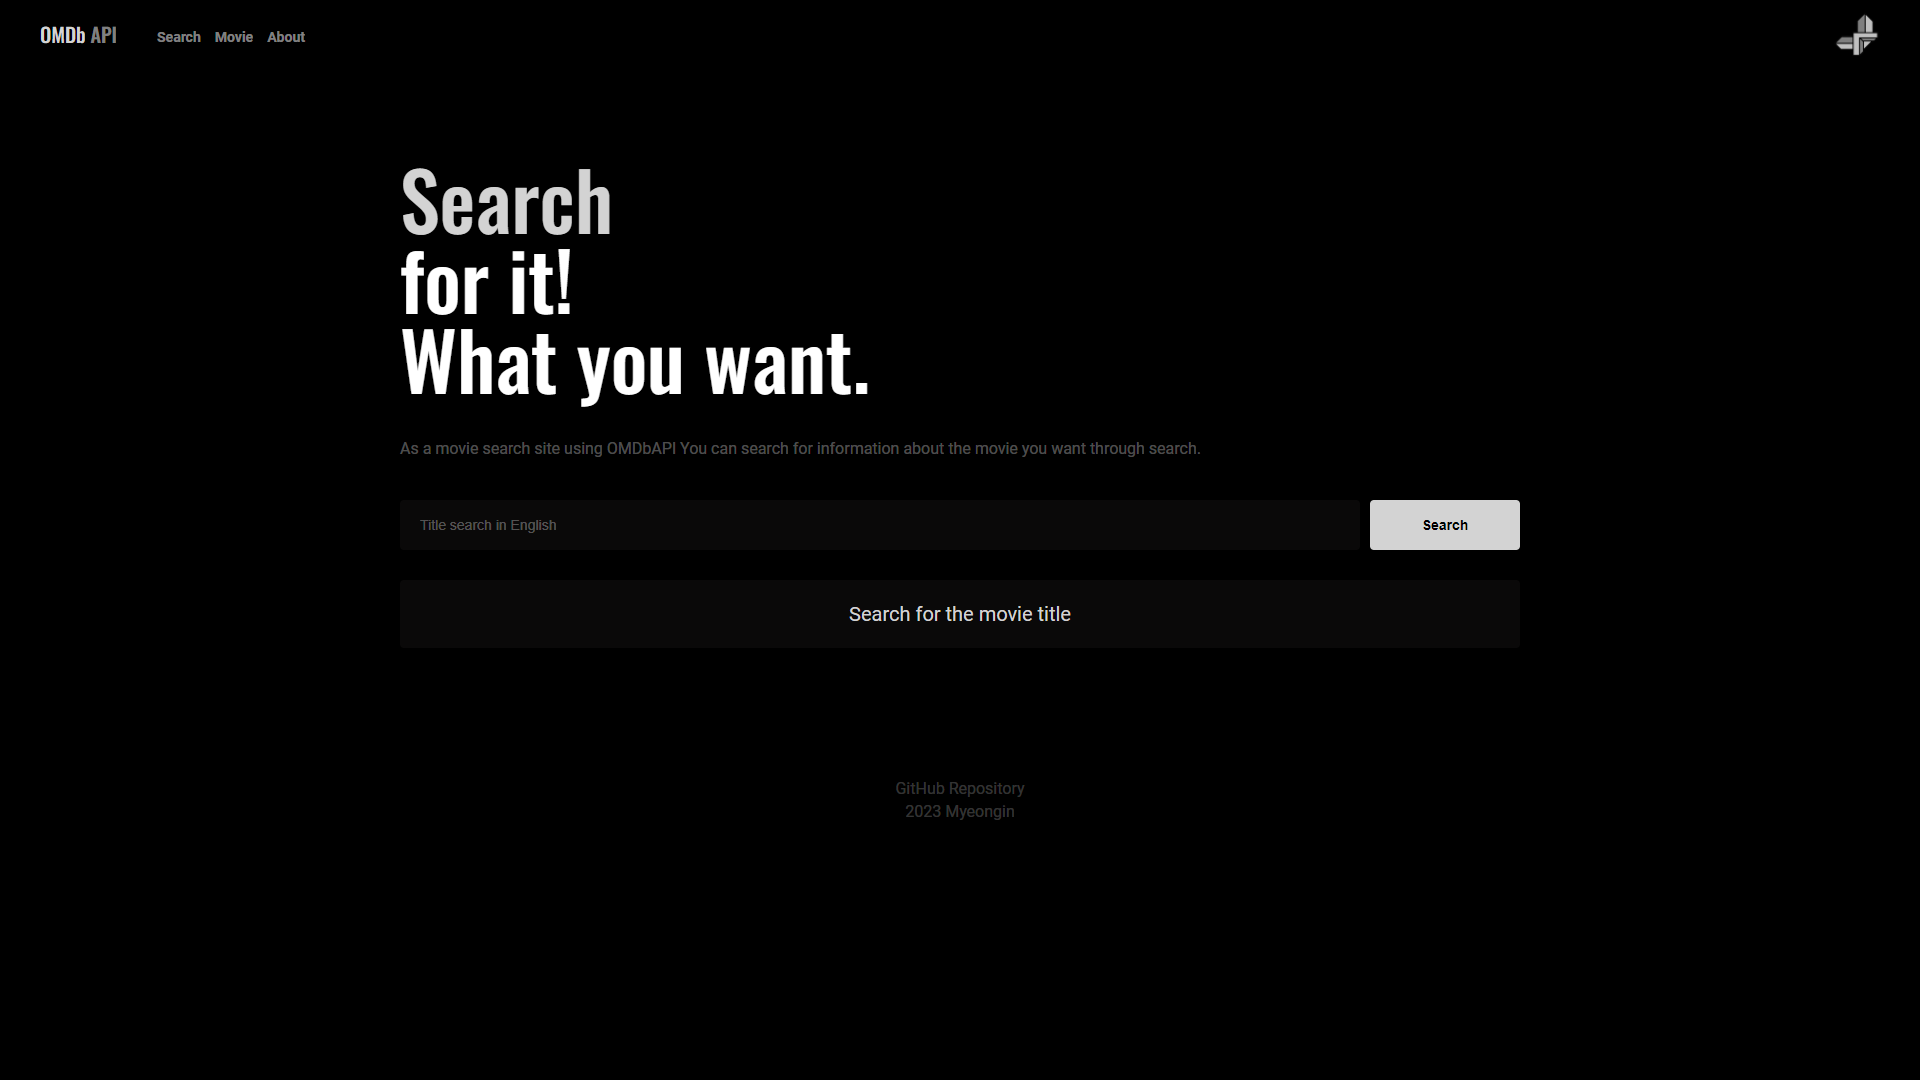 OMDb API
Search Movie About
Search
for it!
What you want.
As a movie search site using OMDbAPI You can search for information about the movie you want through search.
Title search in English
Search
Search for the movie title
GitHub Repository
2023 Myeongin